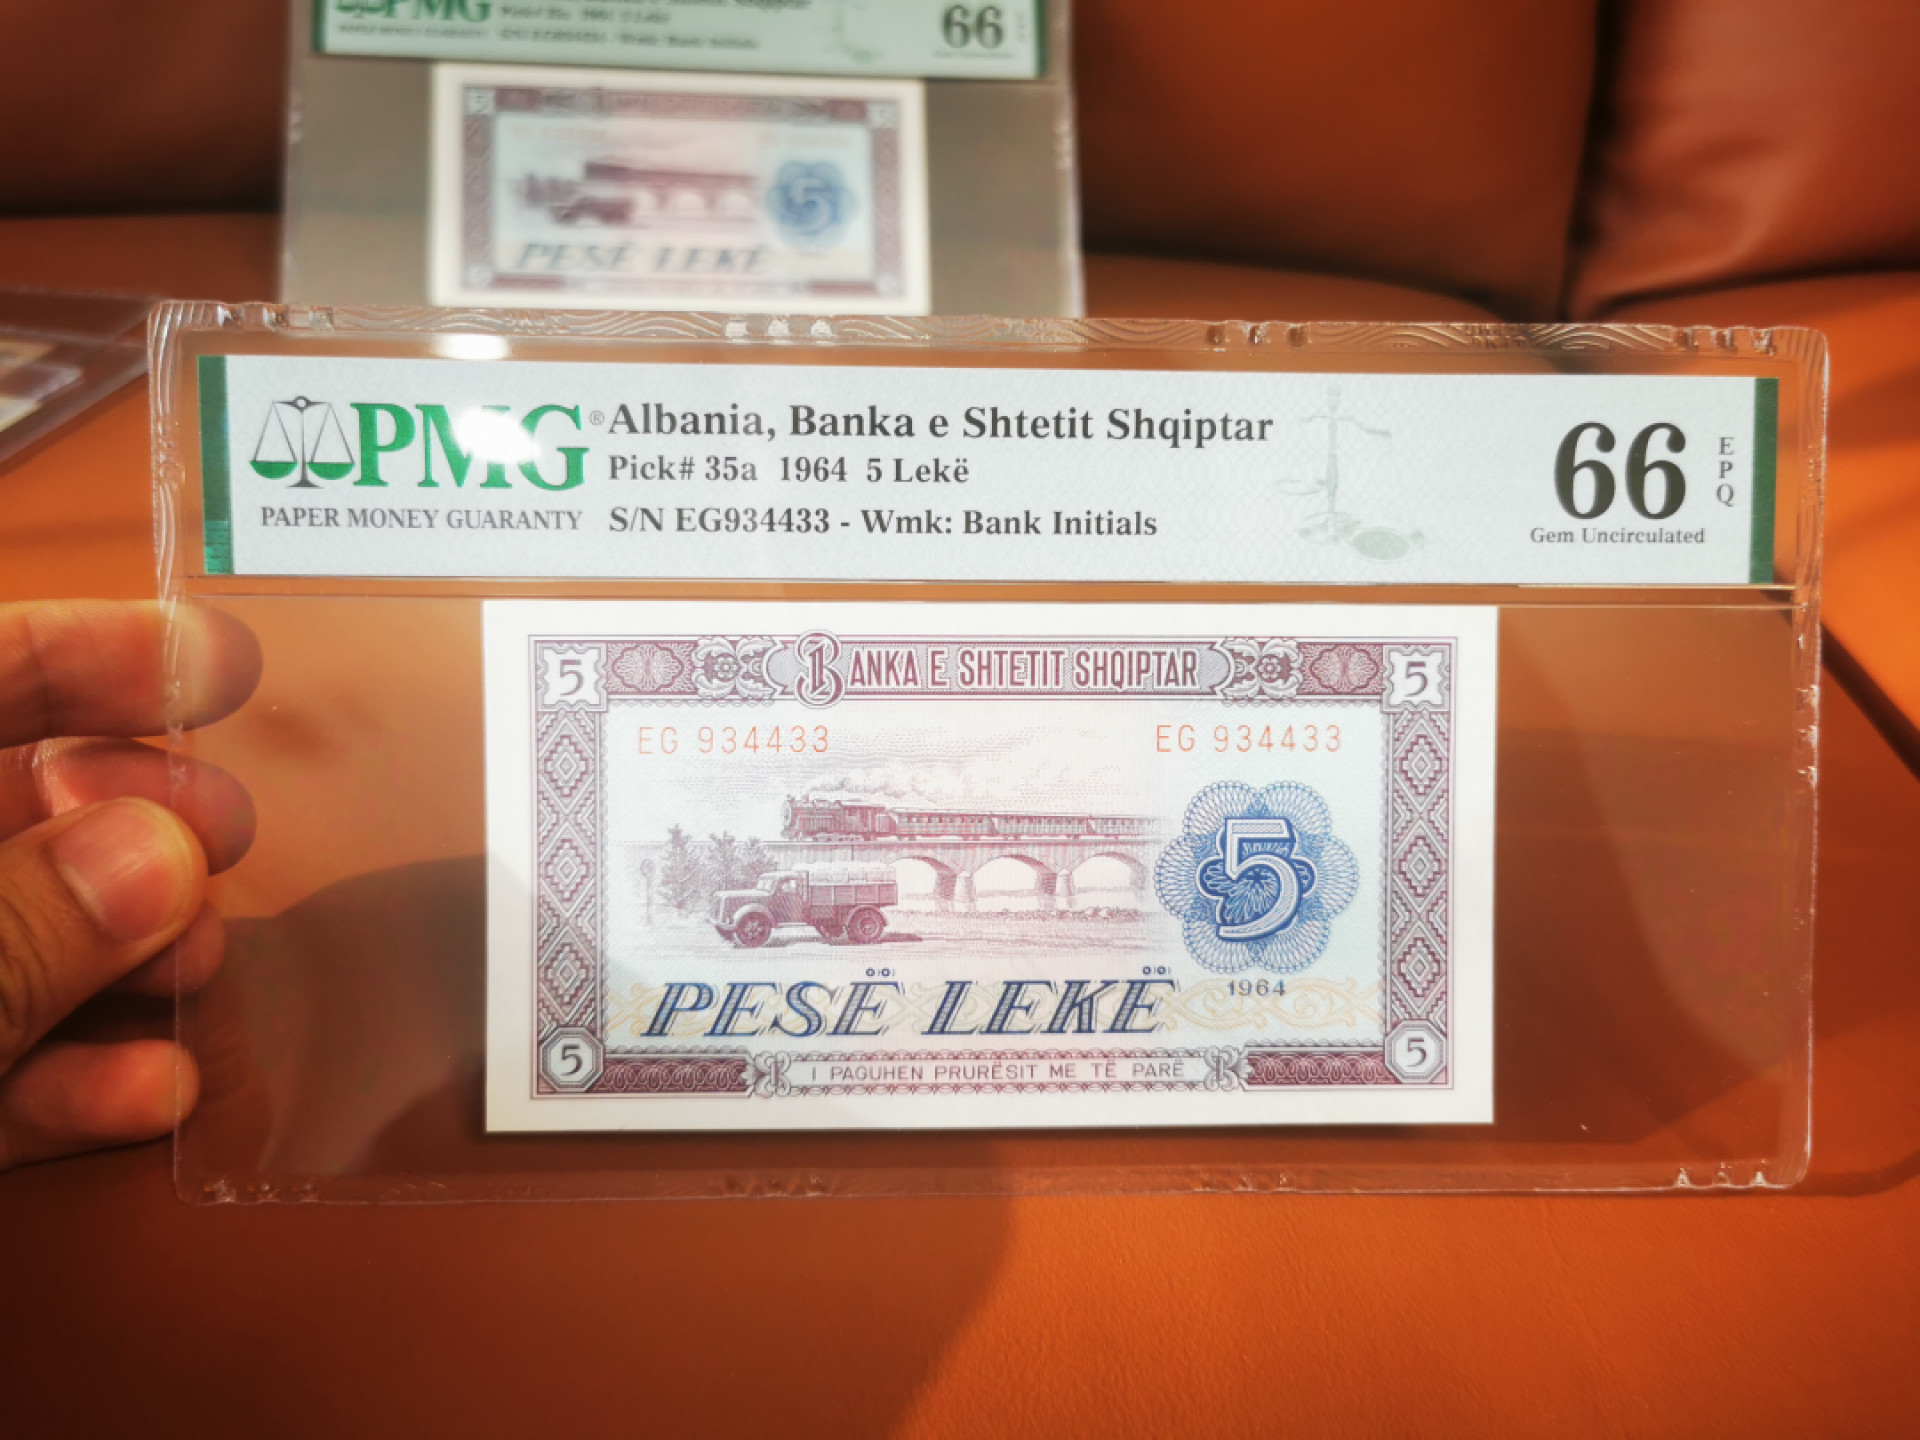 PMG
66
PESË LEKË
5
PMG®
PAPER MONEY GUARANTY
Albania, Banka e Shtetit Shqiptar
Pick# 35a 1964 5 Lekë
S/N EG934433 - Wmk: Bank Initials
66
EPQ
Gem Uncirculated
5 BANKA E SHTETIT SHQIPTAR 5
EG 934433 EG 934433
5
PESË LEKË
1964
5 I PAGUHEN PRURËSIT ME TË PARË 5